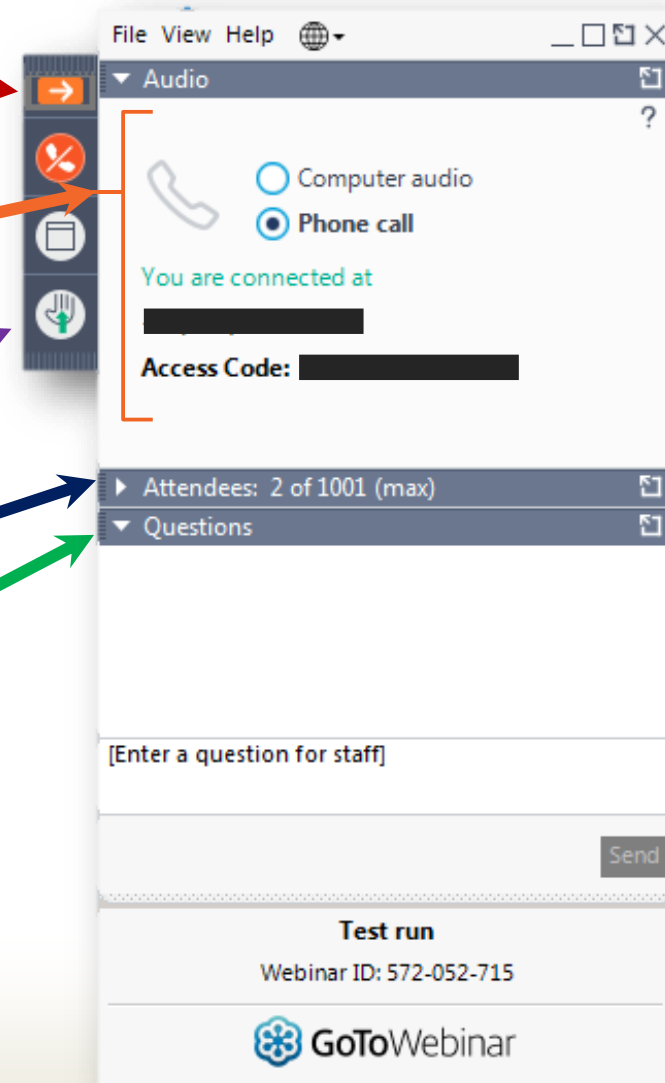 File View Help
Audio
?
Computer audio
Phone call
You are connected at
Access Code:
Attendees: 2 of 1001 (max)
Questions
[Enter a question for staff]
Send
Test run
Webinar ID: 572-052-715
GoToWebinar